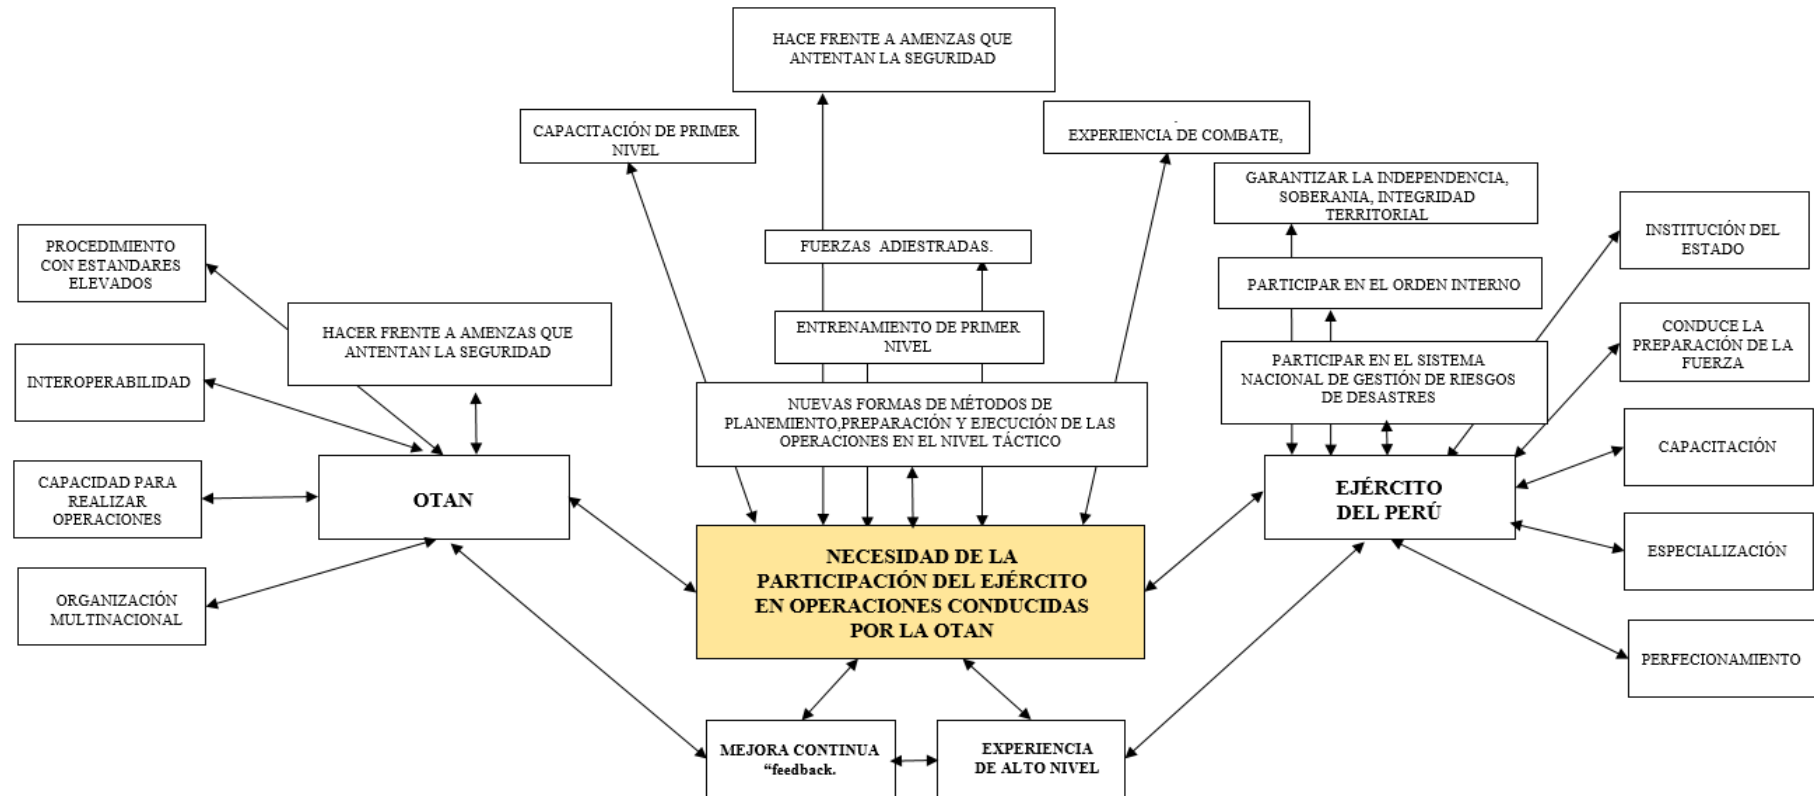 HACE FRENTE A AMENZAS QUE
ANTENTAN LA SEGURIDAD
CAPACITACIÓN DE PRIMER
NIVEL
.
EXPERIENCIA DE COMBATE,
GARANTIZAR LA INDEPENDENCIA,
SOBERANIA, INTEGRIDAD
TERRITORIAL
INSTITUCIÓN DEL
ESTADO
PROCEDIMIENTO
CON ESTANDARES
ELEVADOS
FUERZAS ADIESTRADAS.
PARTICIPAR EN EL ORDEN INTERNO
HACER FRENTE A AMENZAS QUE
ANTENTAN LA SEGURIDAD
ENTRENAMIENTO DE PRIMER
NIVEL
CONDUCE LA
PREPARACIÓN DE LA
FUERZA
INTEROPERABILIDAD
PARTICIPAR EN EL SISTEMA
NACIONAL DE GESTIÓN DE RIESGOS
DE DESASTRES
NUEVAS FORMAS DE MÉTODOS DE
PLANEMIENTO,PREPARACIÓN Y EJECUCIÓN DE LAS
OPERACIONES EN EL NIVEL TÁCTICO
CAPACITACIÓN
CAPACIDAD PARA
REALIZAR
OPERACIONES
OTAN
EJÉRCITO
DEL PERÚ
NECESIDAD DE LA
PARTICIPACIÓN DEL EJÉRCITO
EN OPERACIONES CONDUCIDAS
POR LA OTAN
ESPECIALIZACIÓN
ORGANIZACIÓN
MULTINACIONAL
PERFECIONAMIENTO
MEJORA CONTINUA
“feedback.
EXPERIENCIA
DE ALTO NIVEL